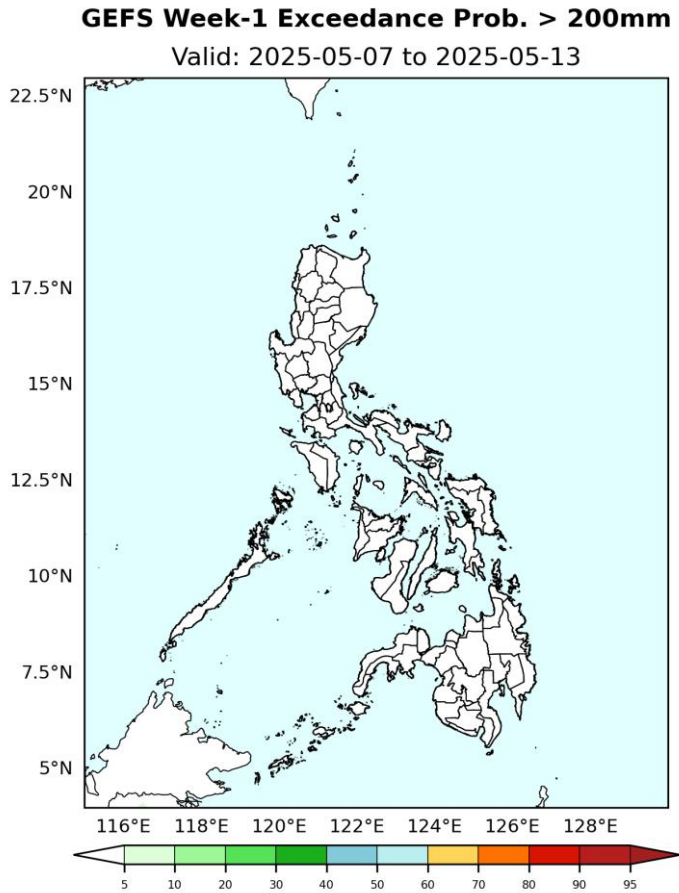 GEFS Week-1 Exceedance Prob. > 200mm
Valid: 2025-05-07 to 2025-05-13
22.5°N
20°N
17.5°N
15°N
12.5°N
10°N
7.5°N
5°N
116°E 118°E 120°E 122°E 124°E 126°E 128°E
5 10 20 30 40 50 60 70 80 90 95